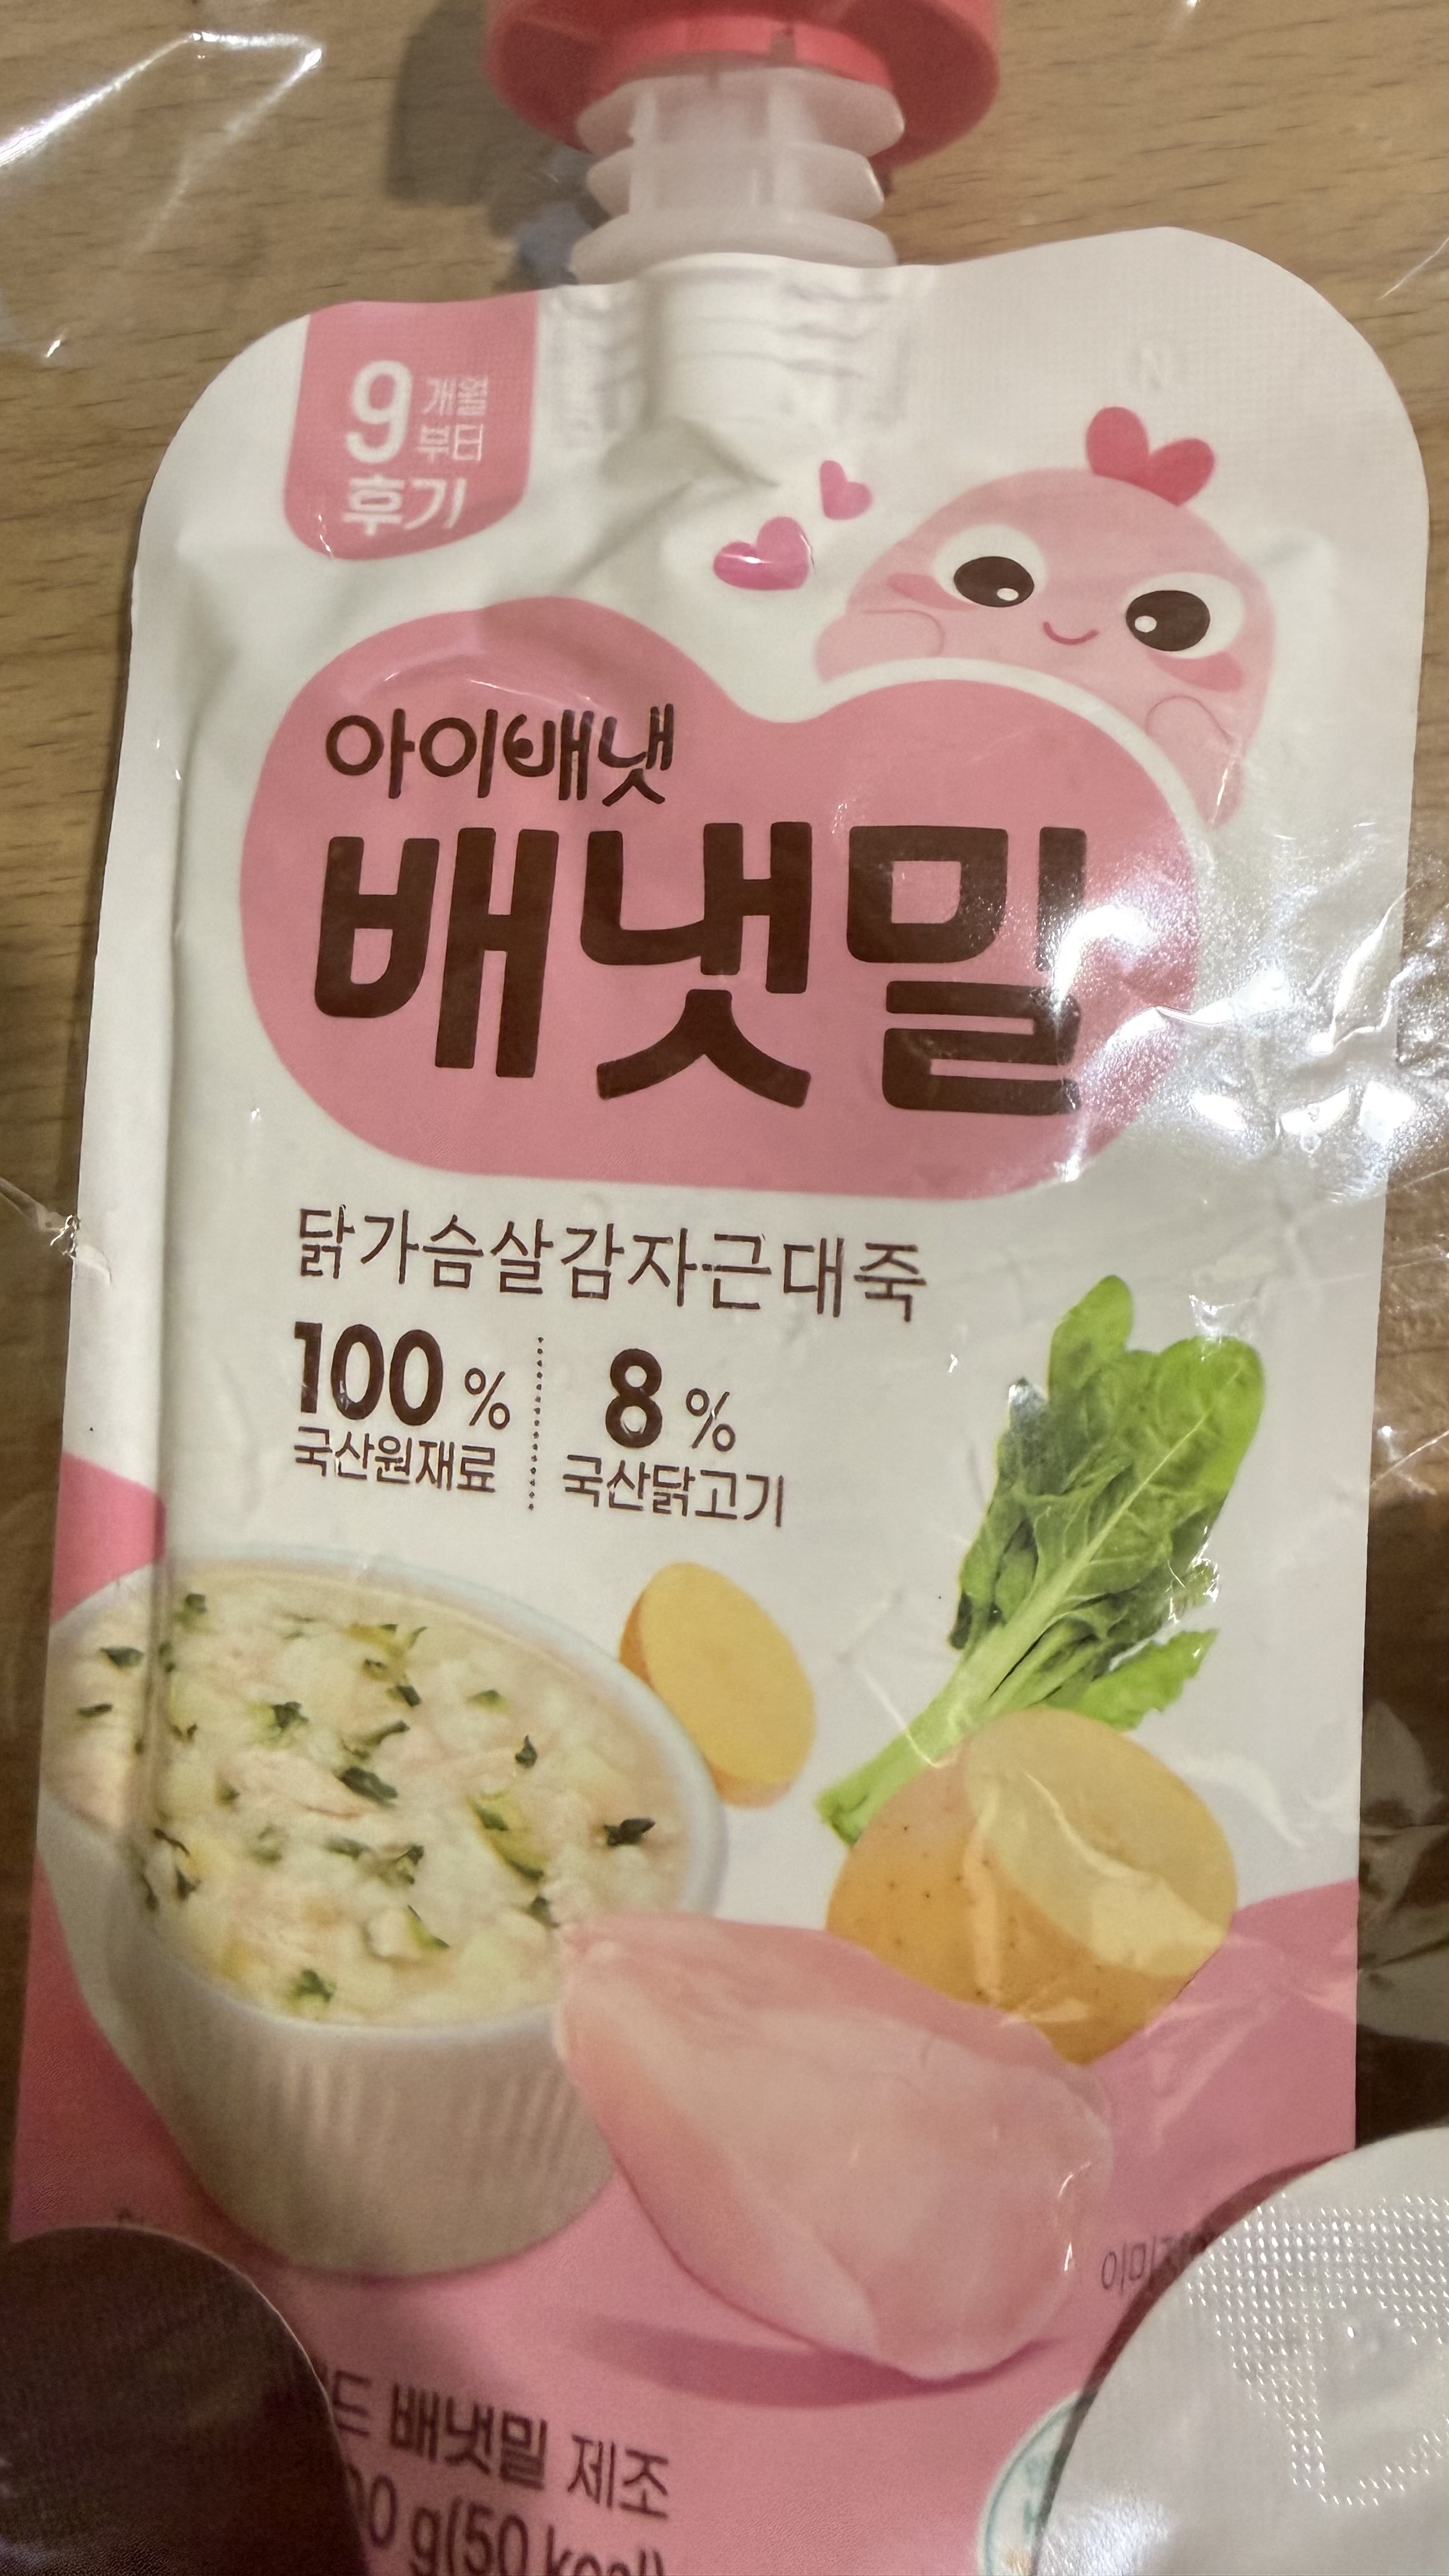 9 개월
부터
후기
아이배냇
배냇밀
닭가슴살감자근대죽
100 % 8 %
국산원재료 국산닭고기
배냇밀 제조
g(50 kcal)